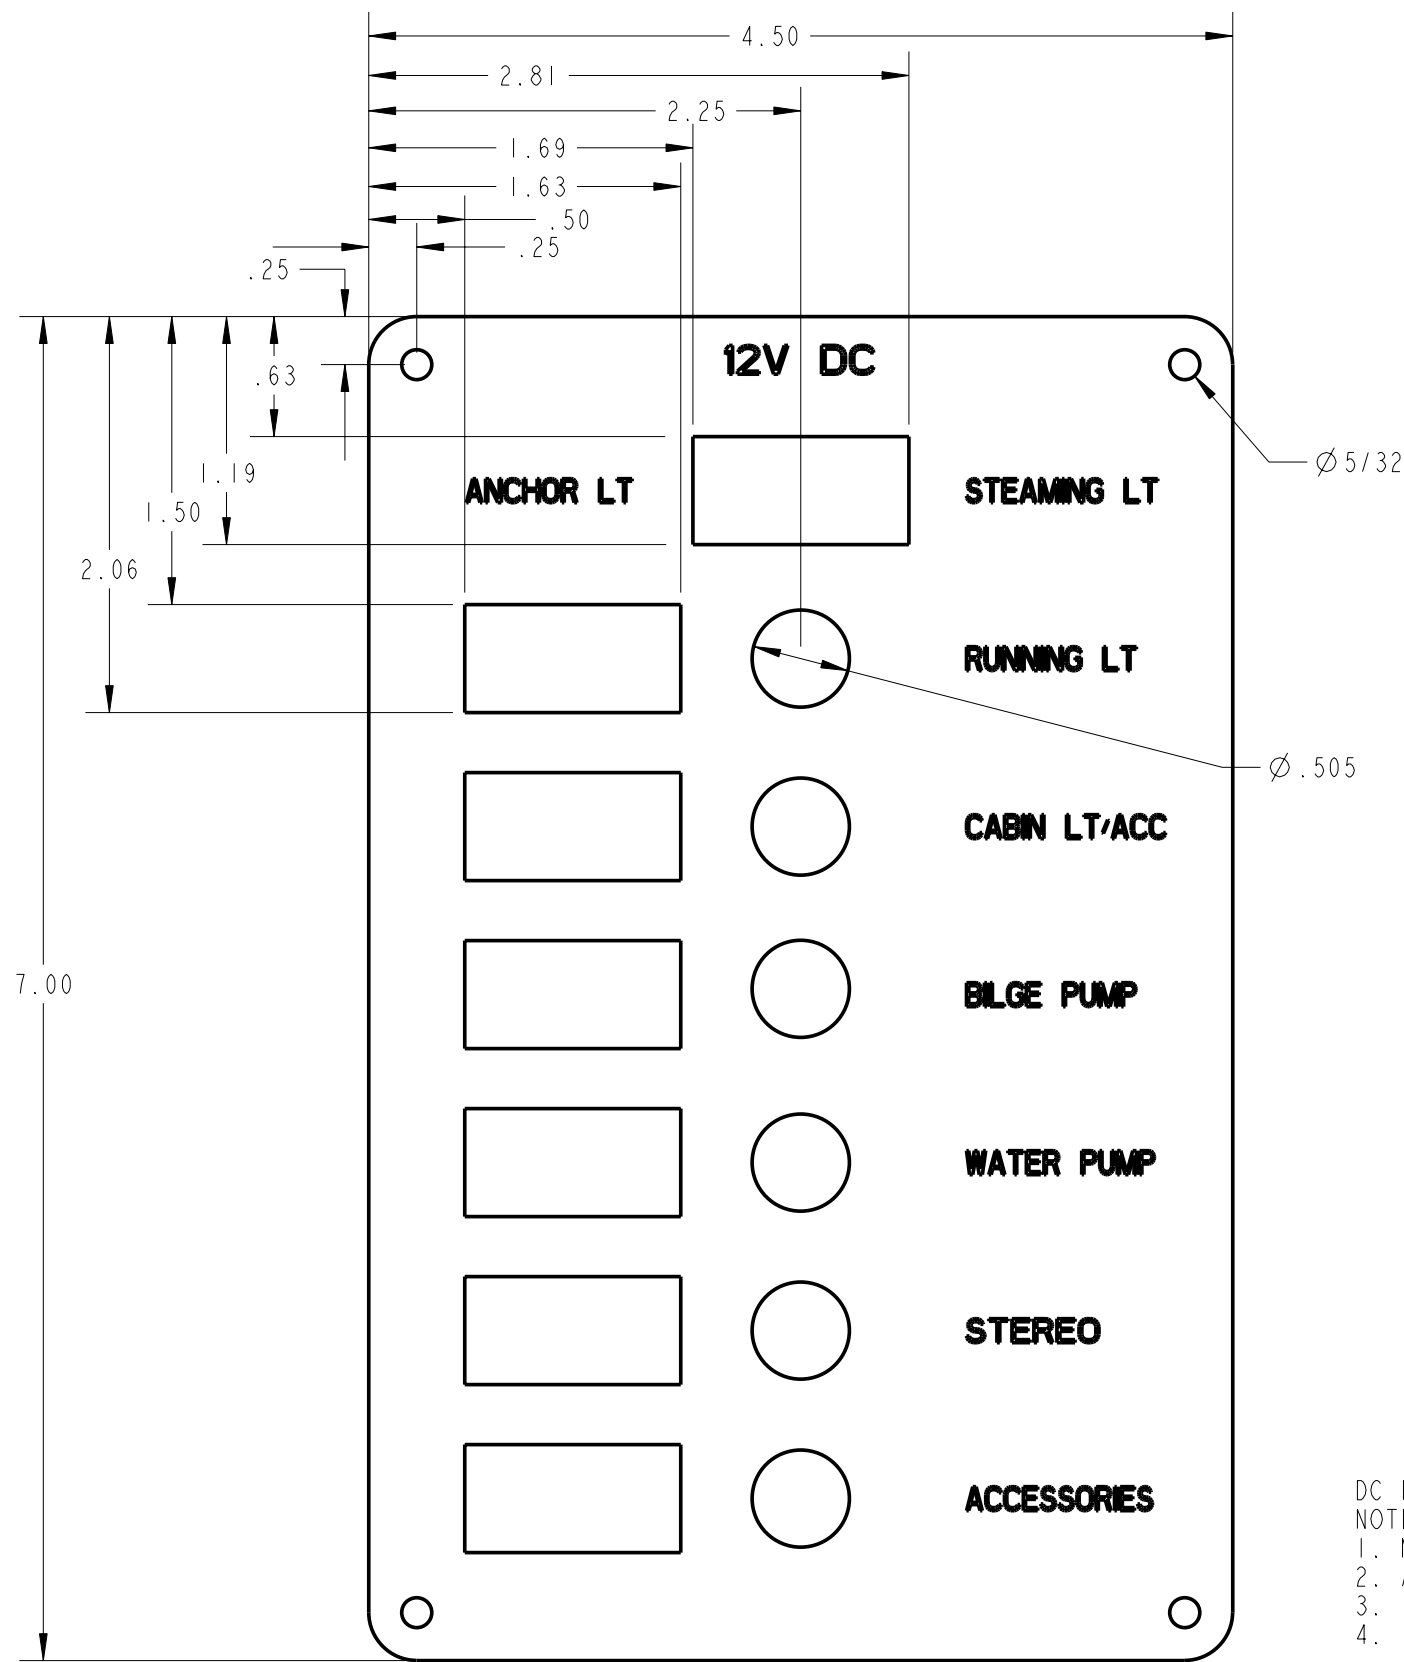 4.50
2.81
2.25
1.69
1.63
.50
.25
.25
12V DC
.63
1.19
Ø5/32
ANCHOR LT
STEAMING LT
1.50
2.06
RUNNING LT
Ø.505
CABIN LT/ACC
7.00
BILGE PUMP
WATER PUMP
STEREO
ACCESSORIES
DC
1.
2.
3.
4.